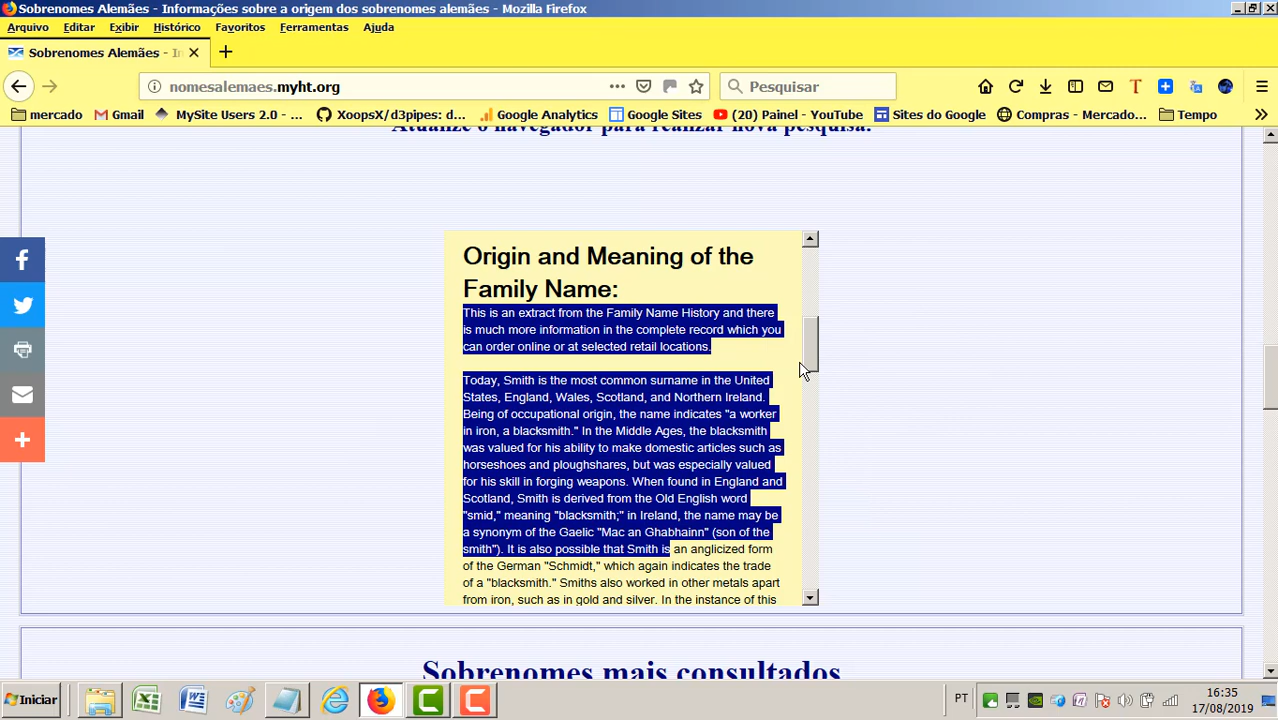 Sobrenomes Alemães - Informações sobre a origem dos sobrenomes alemães - Mozilla Firefox
Arquivo Editar Exibir Histórico Favoritos Ferramentas Ajuda
Sobrenomes Alemães - In
nomesalemaes.myht.org
Pesquisar
mercado Gmail MySite Users 2.0 - ... XoopsX/d3pipes: d... Google Analytics Google Sites (20) Painel - YouTube Sites do Google Compras - Mercado... Tempo
Atualize o navegador para realizar nova pesquisa.
Origin and Meaning of the
Family Name:
This is an extract from the Family Name History and there
is much more information in the complete record which you
can order online or at selected retail locations.
Today, Smith is the most common surname in the United
States, England, Wales, Scotland, and Northern Ireland.
Being of occupational origin, the name indicates "a worker
in iron, a blacksmith." In the Middle Ages, the blacksmith
was valued for his ability to make domestic articles such as
horseshoes and ploughshares, but was especially valued
for his skill in forging weapons. When found in England and
Scotland, Smith is derived from the Old English word
"smid," meaning "blacksmith;" in Ireland, the name may be
a synonym of the Gaelic "Mac an Ghabhainn" (son of the
smith"). It is also possible that Smith is an anglicized form
of the German "Schmidt," which again indicates the trade
of a "blacksmith." Smiths also worked in other metals apart
from iron, such as in gold and silver. In the instance of this
Sobrenomes mais consultados
Iniciar
PT
16:35
17/08/2019